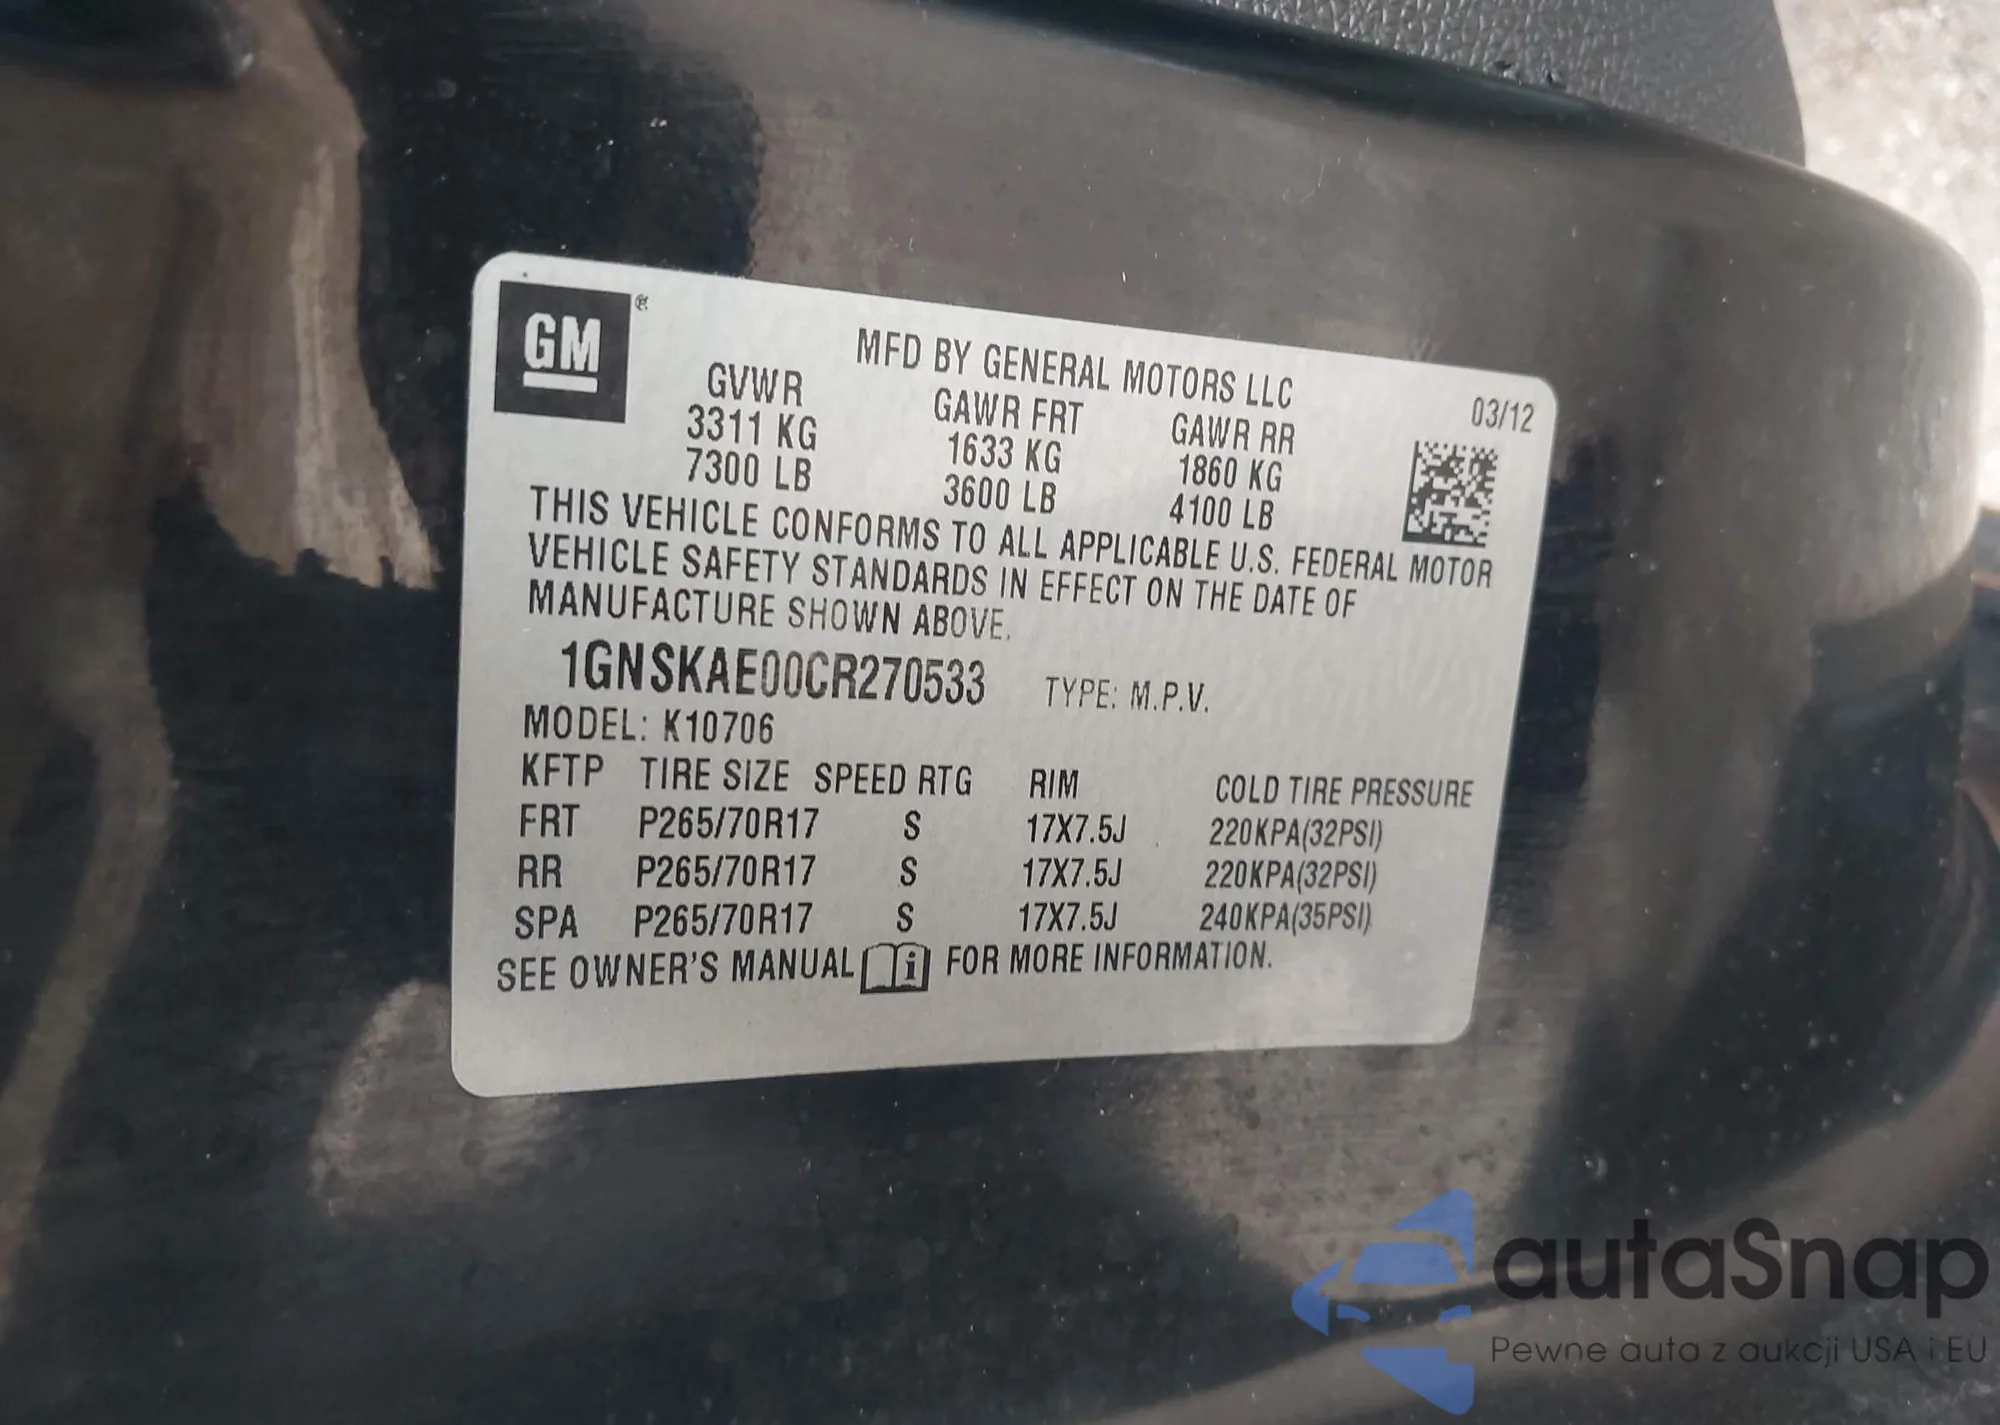 GM
®
MFD BY GENERAL MOTORS LLC
03/12
GVWR GAWR FRT GAWR RR
3311 KG 1633 KG 1860 KG
7300 LB 3600 LB 4100 LB
THIS VEHICLE CONFORMS TO ALL APPLICABLE U.S. FEDERAL MOTOR
VEHICLE SAFETY STANDARDS IN EFFECT ON THE DATE OF
MANUFACTURE SHOWN ABOVE.
1GNSKAE00CR270533 TYPE: M.P.V.
MODEL: K10706
KFTP TIRE SIZE SPEED RTG RIM COLD TIRE PRESSURE
FRT P265/70R17 S 17X7.5J 220KPA(32PSI)
RR P265/70R17 S 17X7.5J 220KPA(32PSI)
SPA P265/70R17 S 17X7.5J 240KPA(35PSI)
SEE OWNER'S MANUAL i FOR MORE INFORMATION.
autaSnap
Pewne auta z aukcji USA i EU